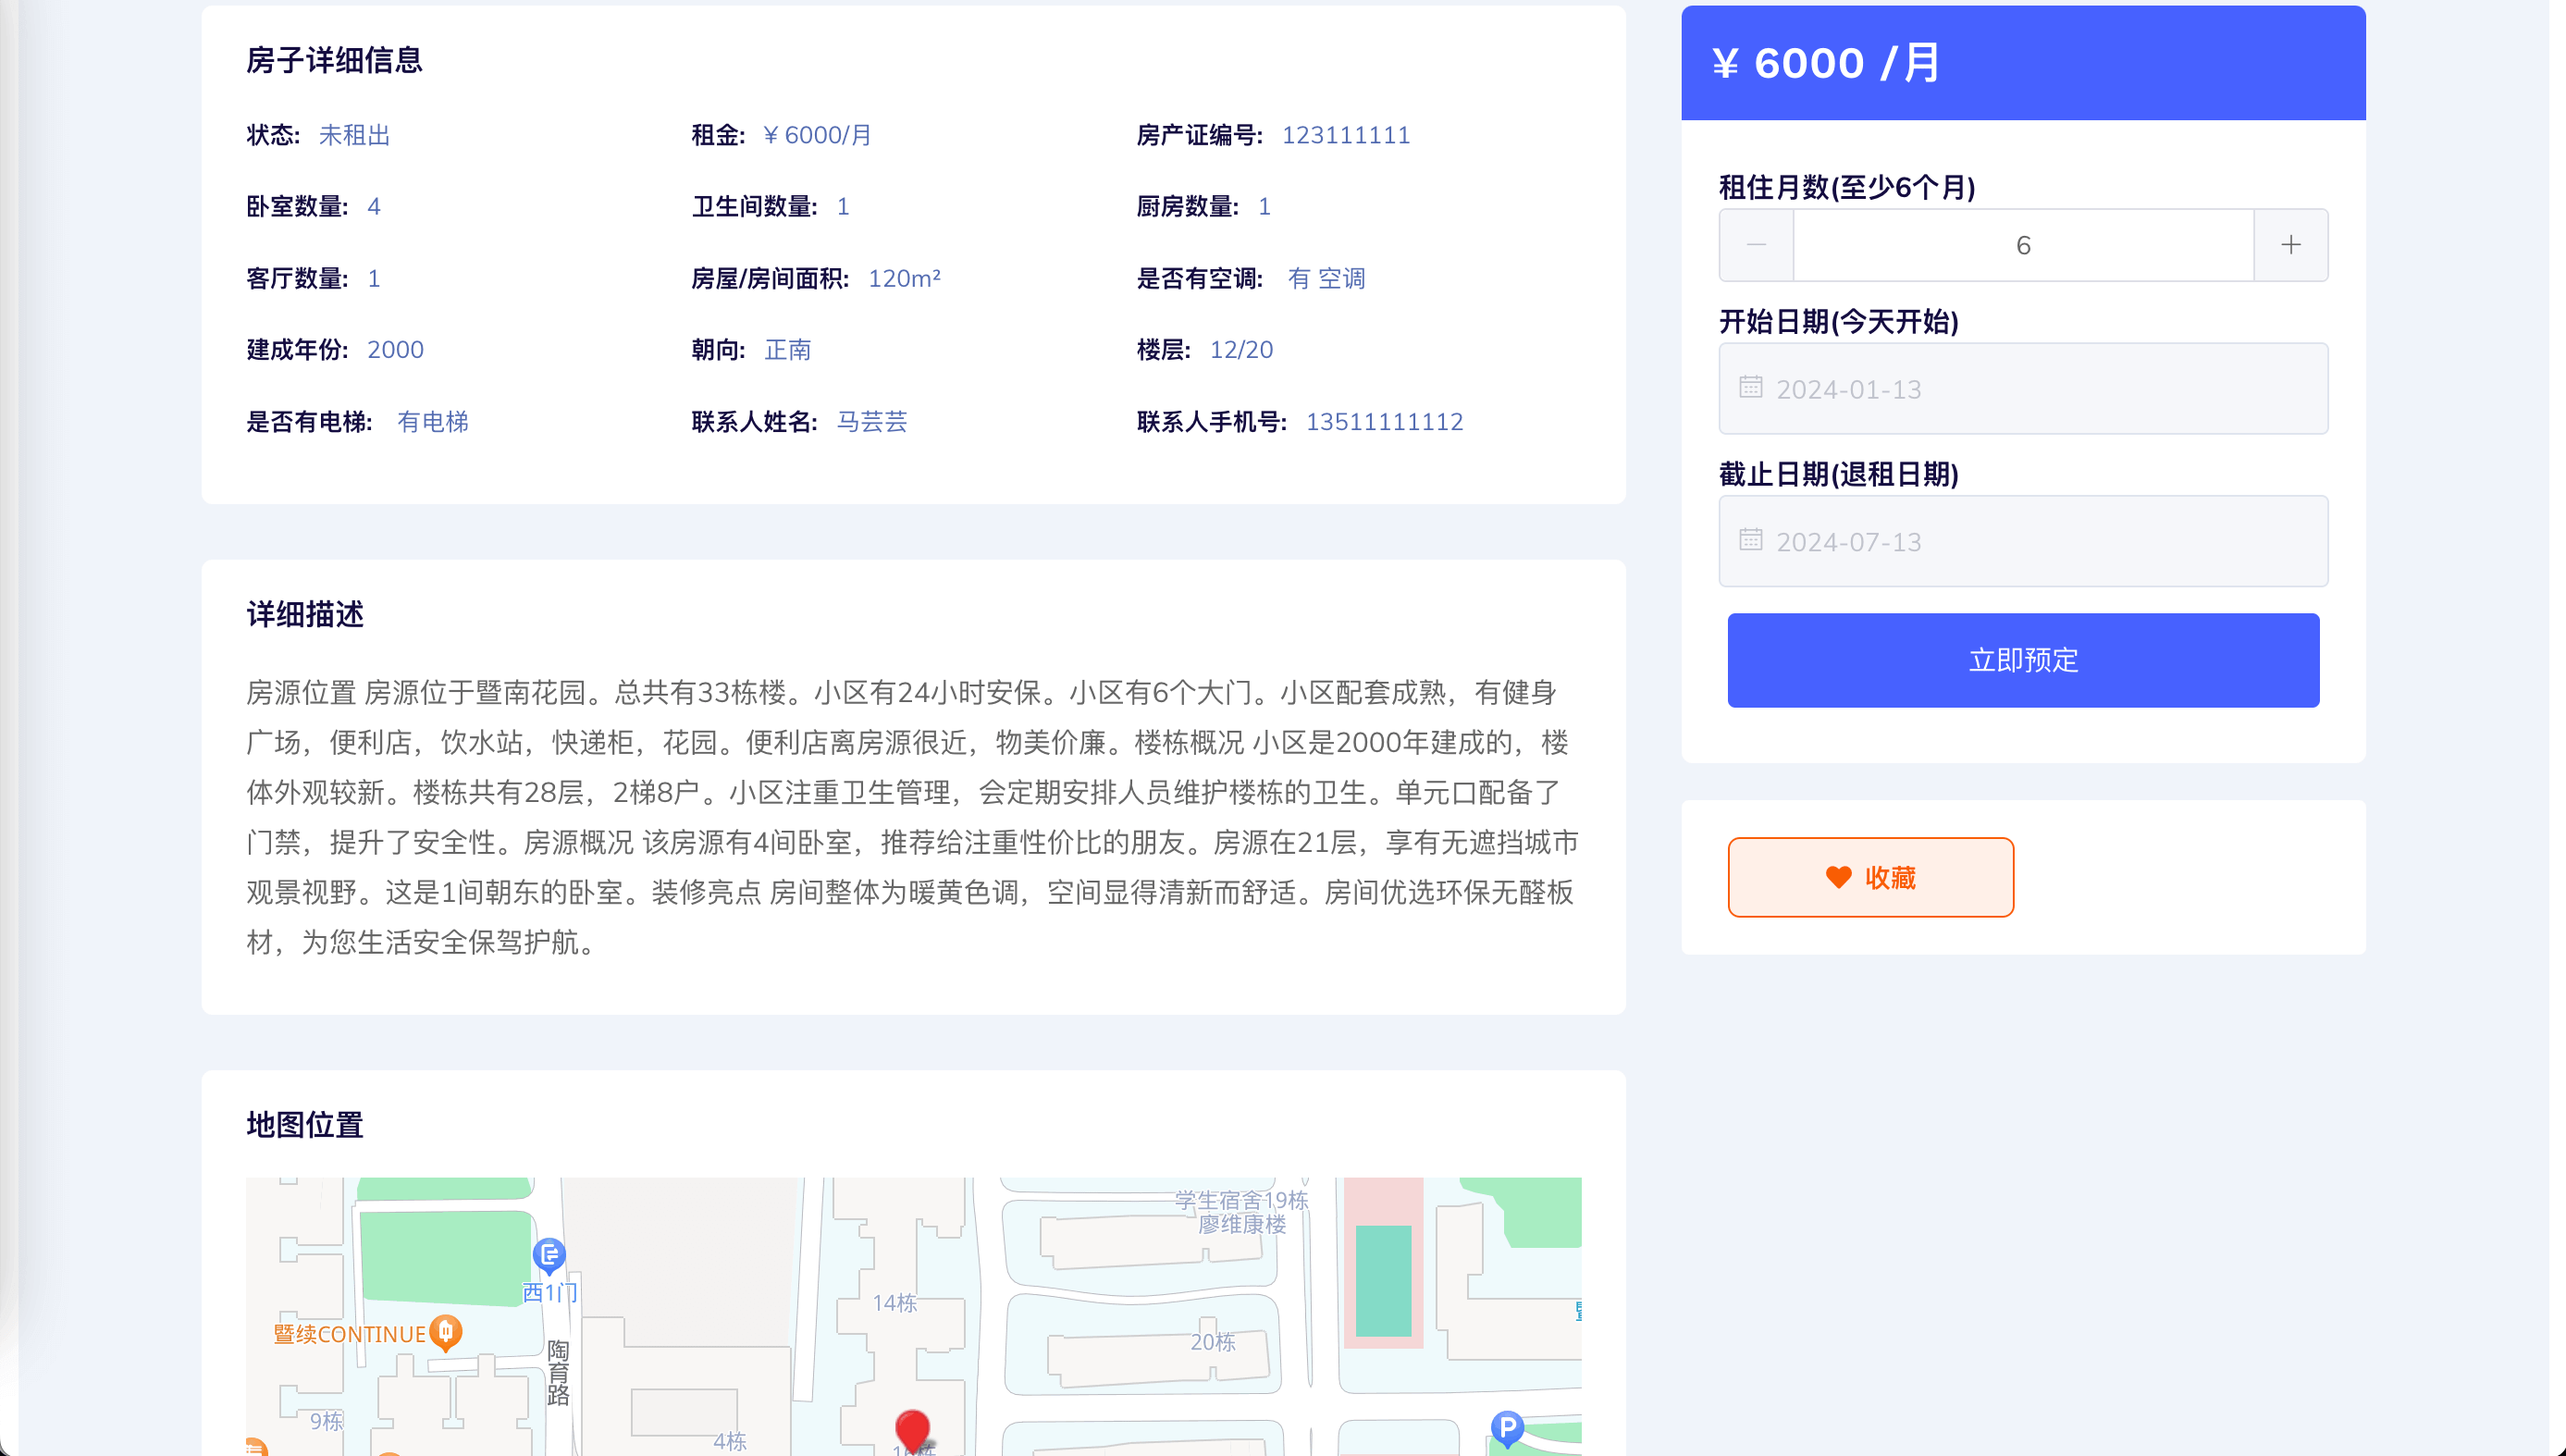 房子详细信息
状态: 未租出
租金: ¥ 6000/月
房产证编号: 123111111
卧室数量: 4
卫生间数量: 1
厨房数量: 1
客厅数量: 1
房屋/房间面积: 120m²
是否有空调: 有 空调
建成年份: 2000
朝向: 正南
楼层: 12/20
是否有电梯: 有电梯
联系人姓名: 马芸芸
联系人手机号: 13511111112
详细描述
房源位置 房源位于暨南花园。总共有33栋楼。小区有24小时安保。小区有6个大门。小区配套成熟，有健身
广场，便利店，饮水站，快递柜，花园。便利店离房源很近，物美价廉。楼栋概况 小区是2000年建成的，楼
体外观较新。楼栋共有28层，2梯8户。小区注重卫生管理，会定期安排人员维护楼栋的卫生。单元口配备了
门禁，提升了安全性。房源概况 该房源有4间卧室，推荐给注重性价比的朋友。房源在21层，享有无遮挡城市
观景视野。这是1间朝东的卧室。装修亮点 房间整体为暖黄色调，空间显得清新而舒适。房间优选环保无醛板
材，为您生活安全保驾护航。
地图位置
学生宿舍19栋
廖维康楼
西1门
14栋
暨续CONTINUE
20栋
陶育路
9栋
4栋
P
¥ 6000 /月
租住月数(至少6个月)
6
开始日期(今天开始)
2024-01-13
截止日期(退租日期)
2024-07-13
立即预定
收藏